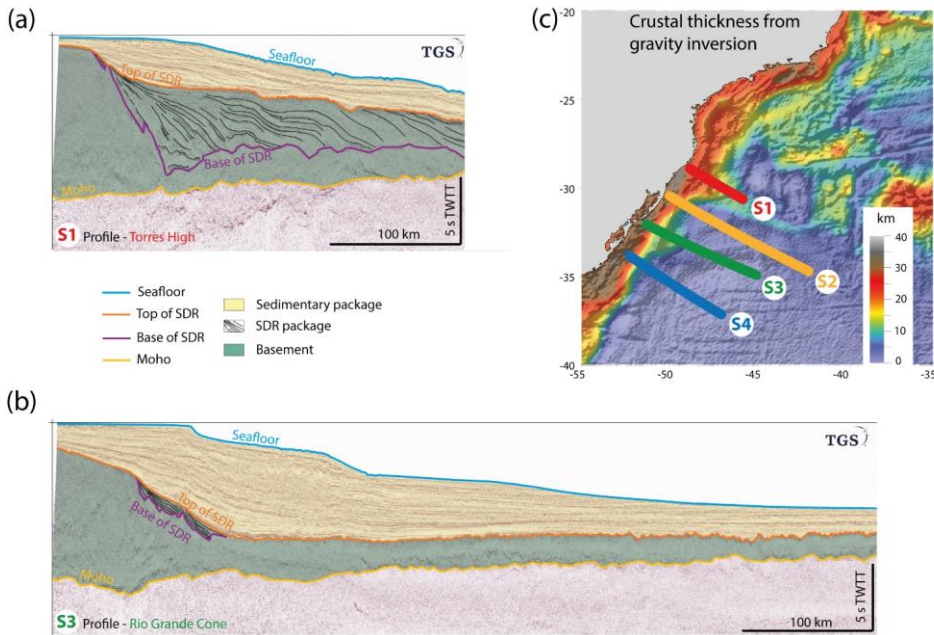 (a)
TGS
Seafloor
Top of SDR
Base of SDR
Moho
S1 Profile - Torres High
100 km
5 s TWTT
Seafloor
Top of SDR
Base of SDR
Moho
Sedimentary package
SDR package
Basement
(c)
Crustal thickness from
gravity inversion
-20
-25
-30
-35
-40
-55
-50
-45
-40
-35
S1
S2
S3
S4
km
40
30
20
10
0
(b)
TGS
Seafloor
Top of SDR
Base of SDR
Moho
S3 Profile - Rio Grande Cone
100 km
5 s TWTT